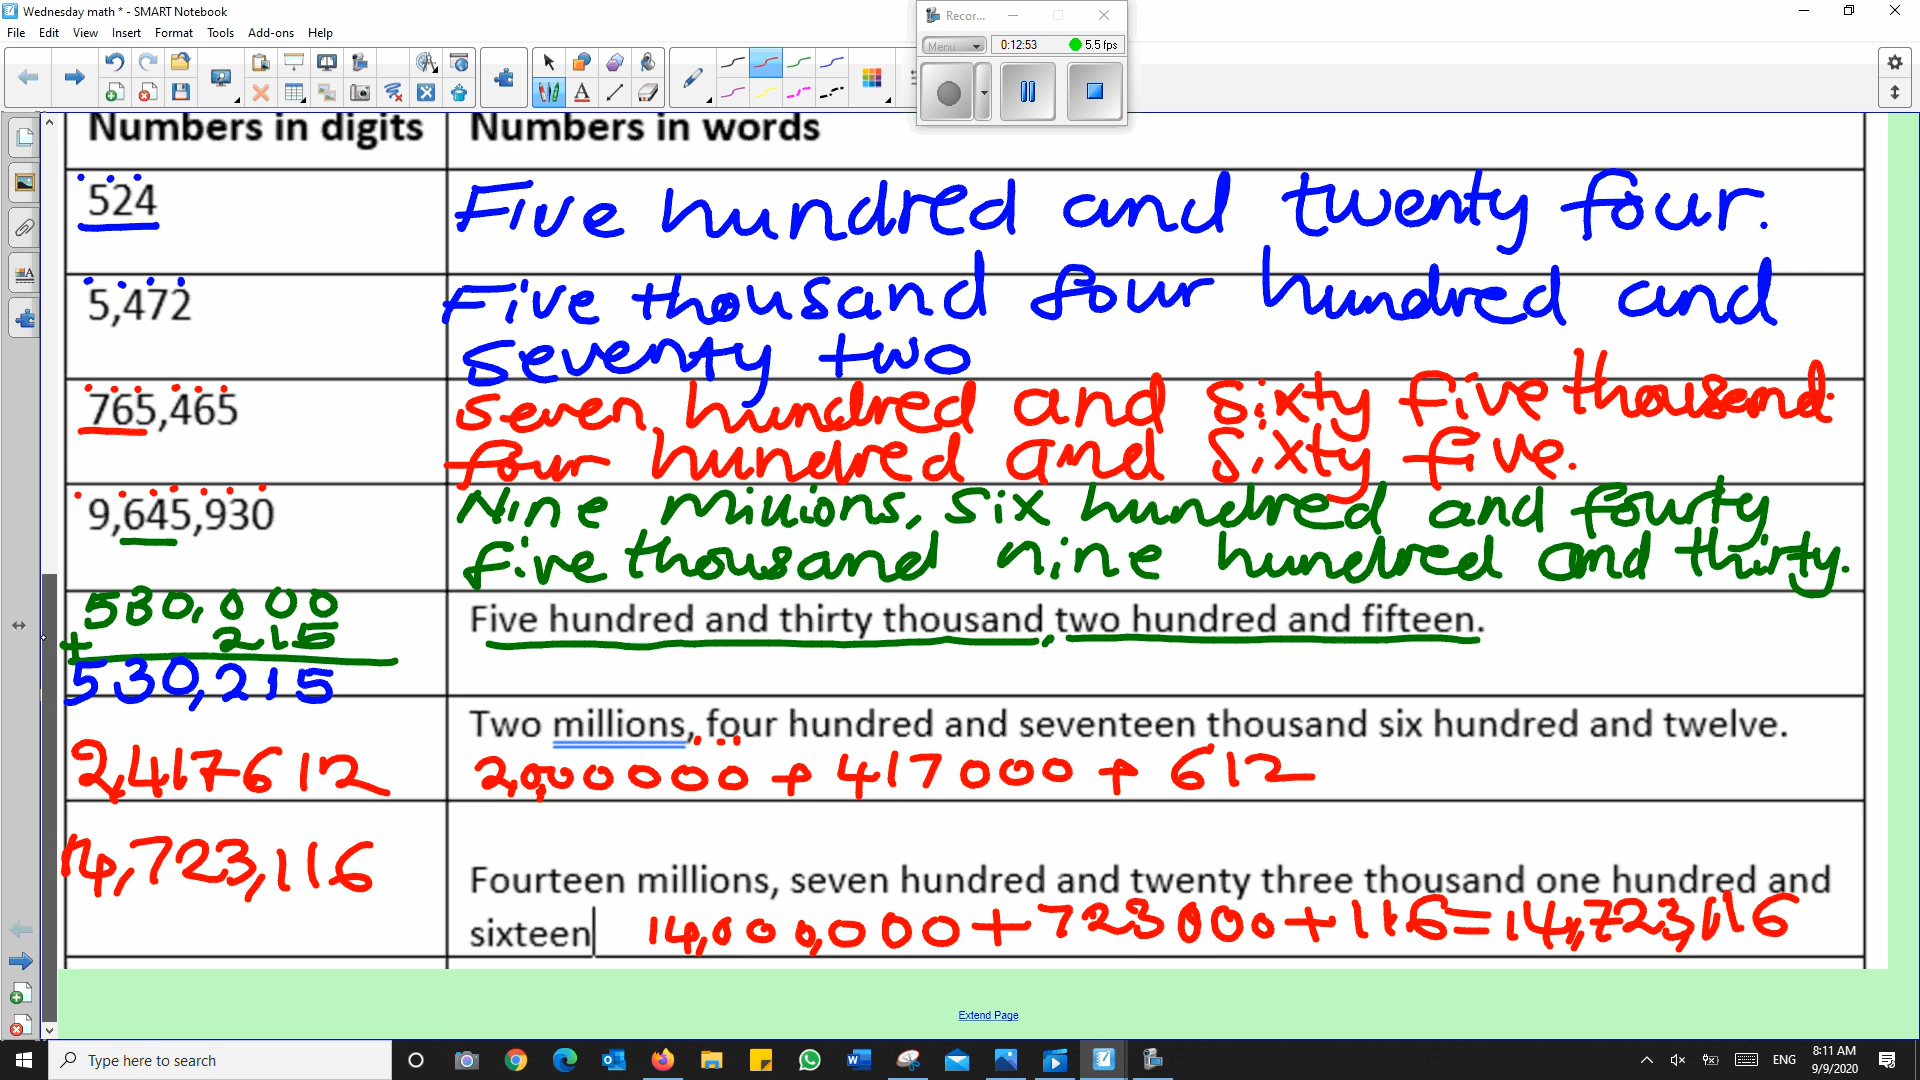 Wednesday math * - SMART Notebook
File Edit View Insert Format Tools Add-ons Help
Recor...
Menu 0:12:53 5.5 fps
Numbers in digits Numbers in words
524 Five hundred and twenty four.
5,472 Five thousand four hundred and
seventy two
765,465 Seven hundred and sixty five thousand
four hundred and sixty five.
9,645,930 Nine millions, six hundred and fourty
five thousand nine hundred and thirty.
530,000
+ 215
530,215
Five hundred and thirty thousand, two hundred and fifteen.
Two millions, four hundred and seventeen thousand six hundred and twelve.
2,417612 2,000000 + 417000 + 612
14,723,116
Fourteen millions, seven hundred and twenty three thousand one hundred and
sixteen 14,000,000+723000+116=14,723,116
Extend Page
Type here to search
ENG
8:11 AM
9/9/2020